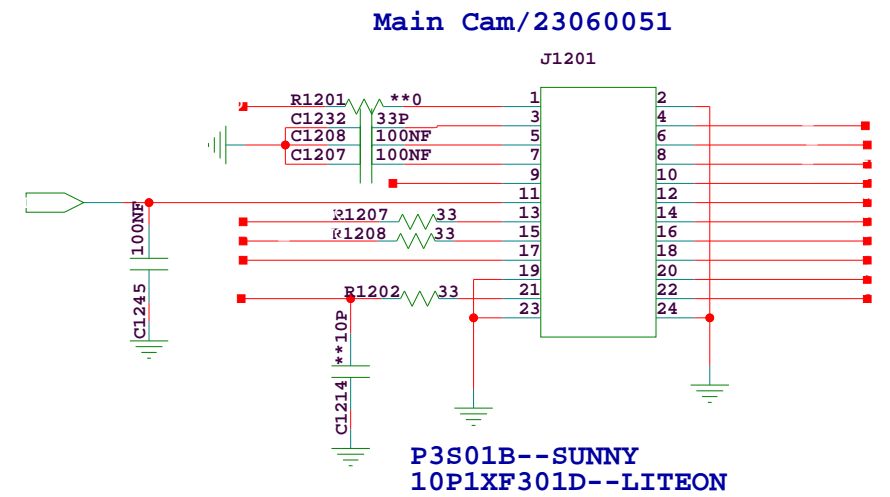 Main Cam/23060051
J1201
R1201 **0 1 2
C1232 33P 3 4
C1208 100NF 5 6
C1207 100NF 7 8
9 10
11 12
R1207 33 13 14
R1208 33 15 16
17 18
19 20
R1202 33 21 22
23 24
100NF
C1245
**10P
C1214
P3S01B--SUNNY
10P1XF301D--LITEON